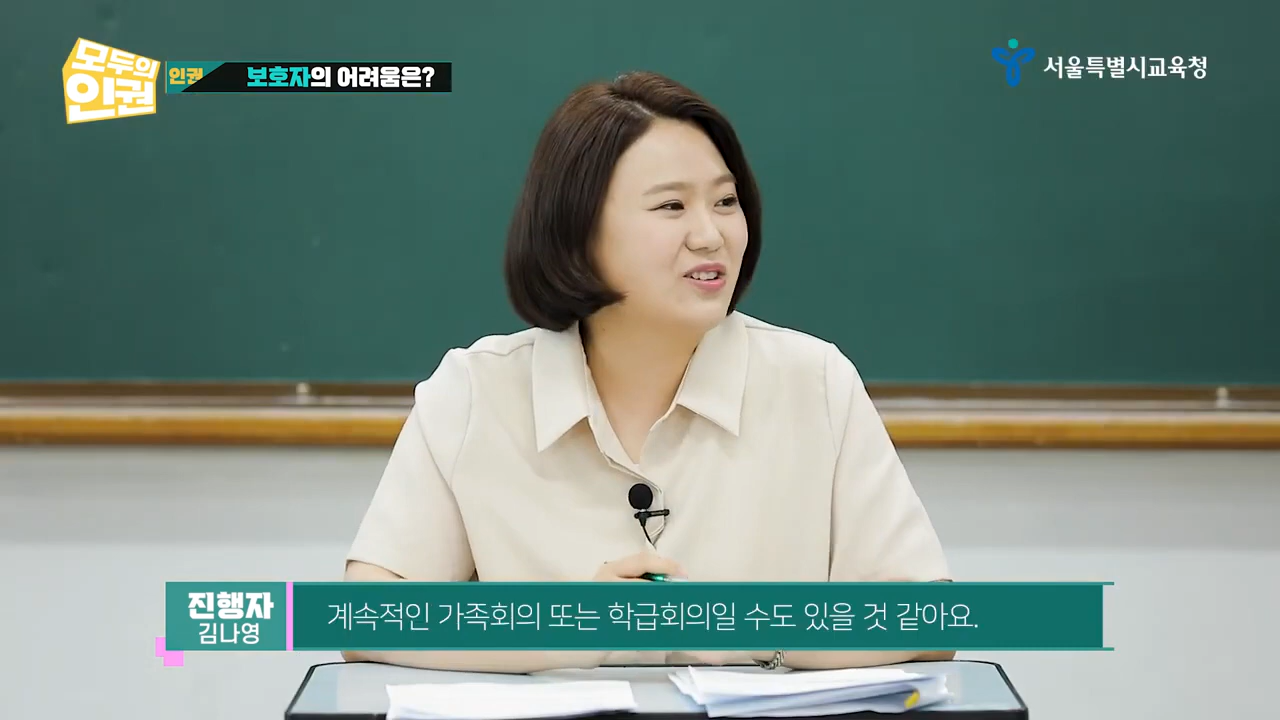 모두의
인권
인권
보호자의 어려움은?
서울특별시교육청
진행자
김나영
계속적인 가족회의 또는 학급회의일 수도 있을 것 같아요.